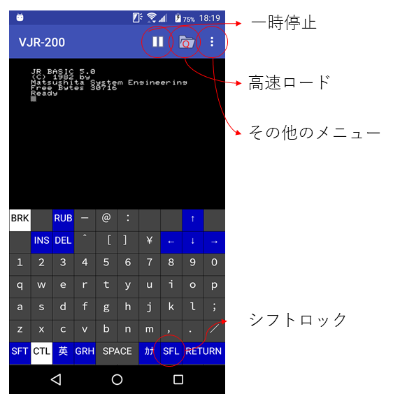 75% 18:19
一時停止
VJR-200
高速ロード
その他のメニュー
JR BASIC 5.0
(C) 1982 by
Matsushita System Engineering
Free Bytes 30716
Ready
BRK RUB － @ : ↑
INS DEL ^ [ ] ¥ ← ↓ →
1 2 3 4 5 6 7 8 9 0
q w e r t y u i o p
a s d f g h j k l ;
z x c v b n m , . ／
シフトロック
SFT CTL 英 GRH SPACE ｶﾅ SFL RETURN